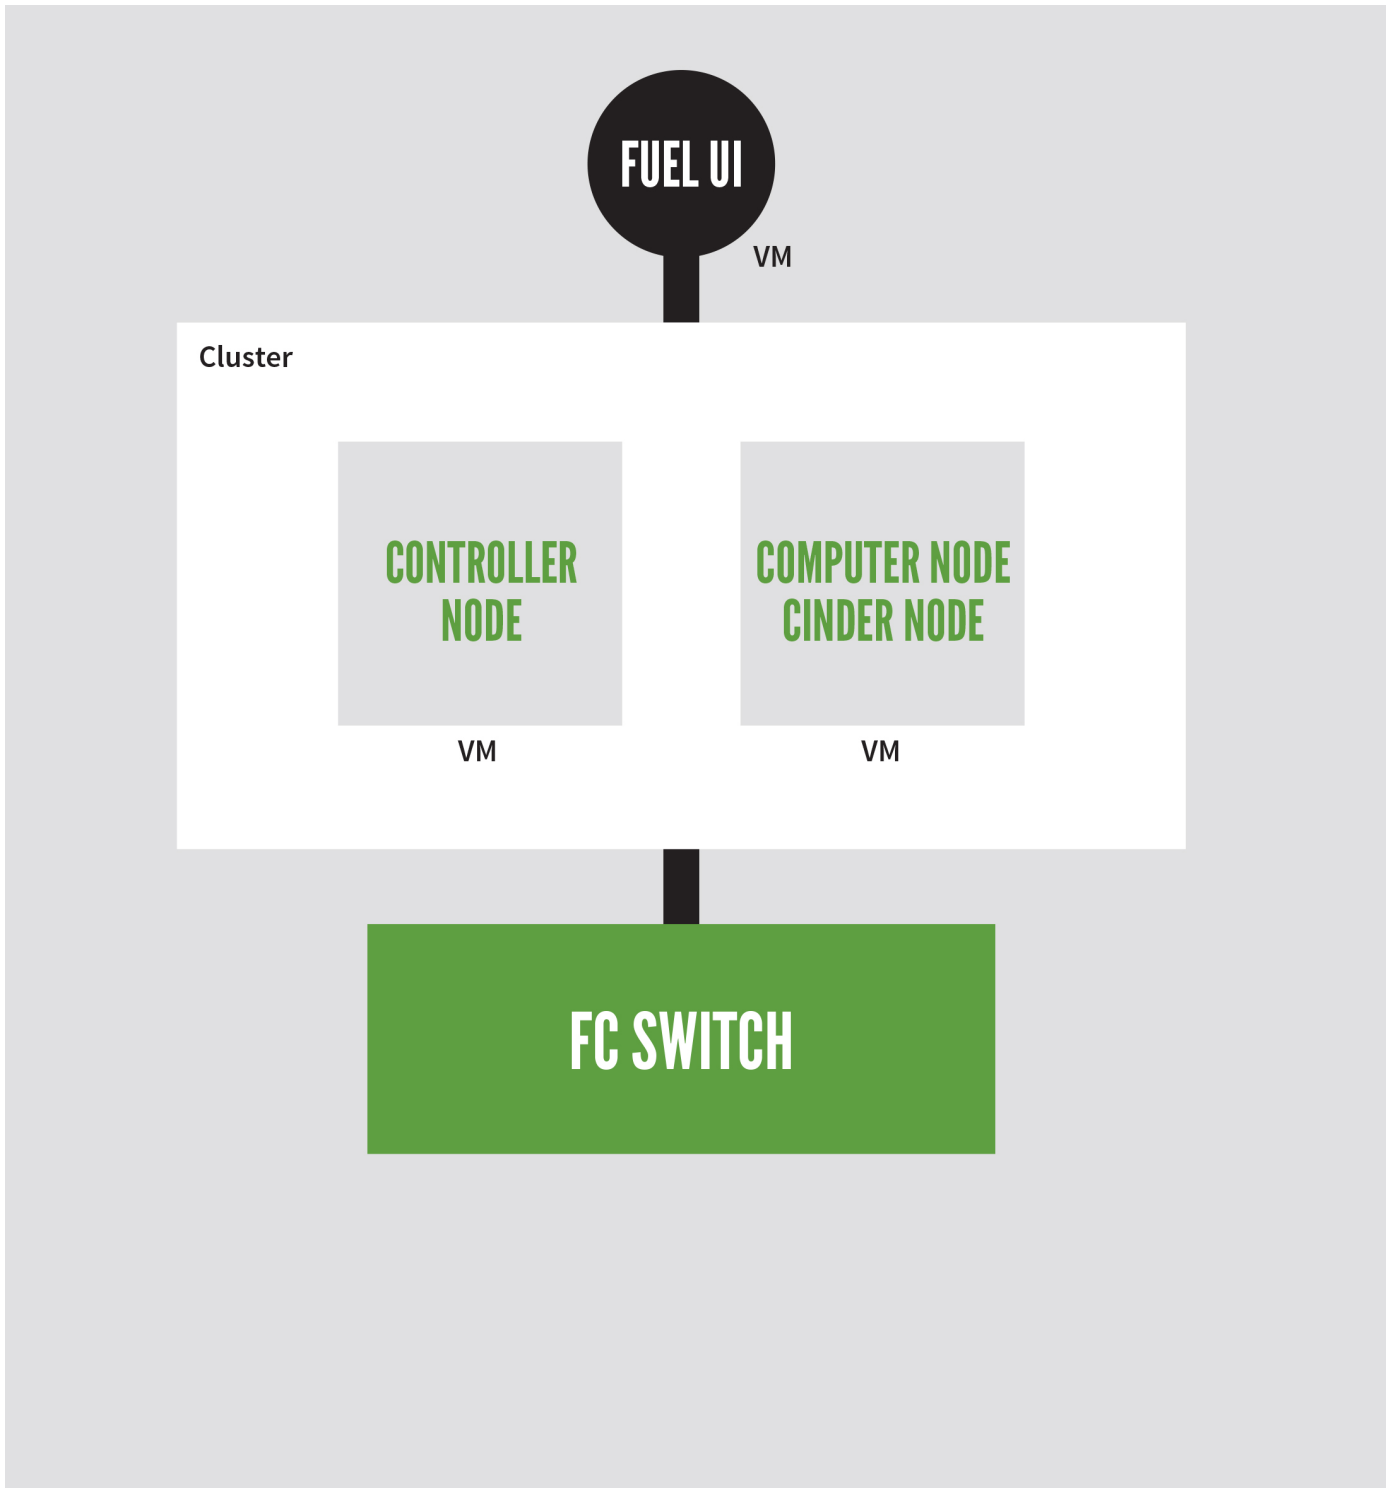 FUEL UI
VM
Cluster
CONTROLLER
NODE
COMPUTER NODE
CINDER NODE
VM
VM
FC SWITCH